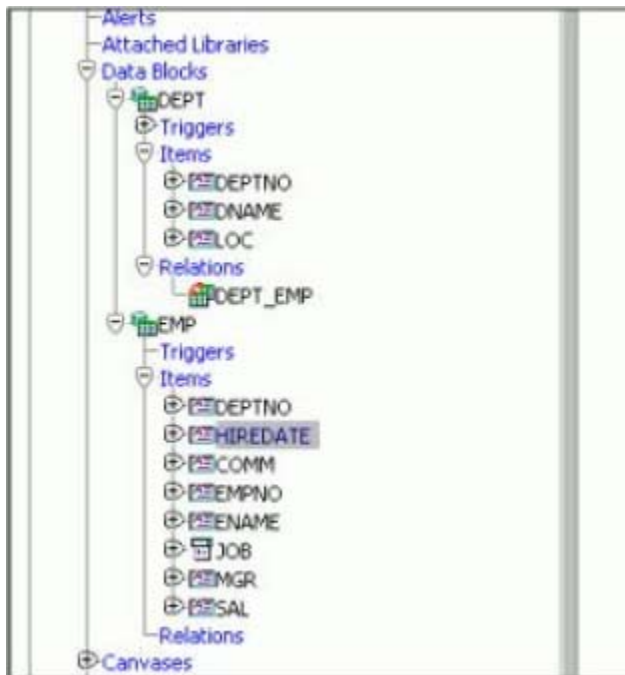 Alerts
Attached Libraries
Data Blocks
DEPT
Triggers
Items
DEPTNO
DNAME
LOC
Relations
DEPT_EMP
EMP
Triggers
Items
DEPTNO
HIREDATE
COMM
EMPNO
ENAME
JOB
MGR
SAL
Relations
Canvases